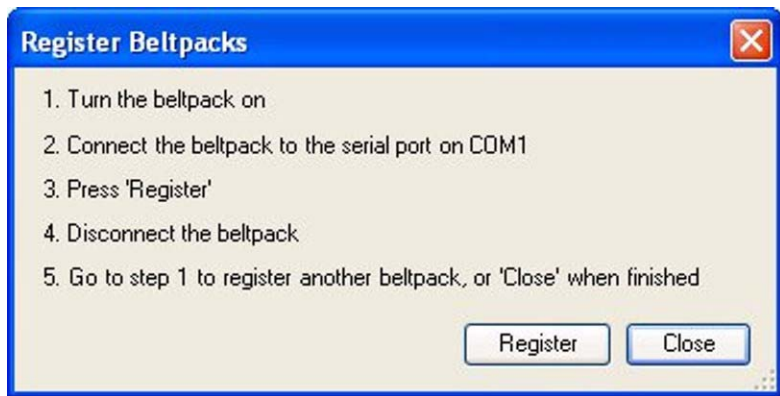 Register Beltpacks
1. Turn the beltpack on
2. Connect the beltpack to the serial port on COM1
3. Press 'Register'
4. Disconnect the beltpack
5. Go to step 1 to register another beltpack, or 'Close' when finished
Register Close